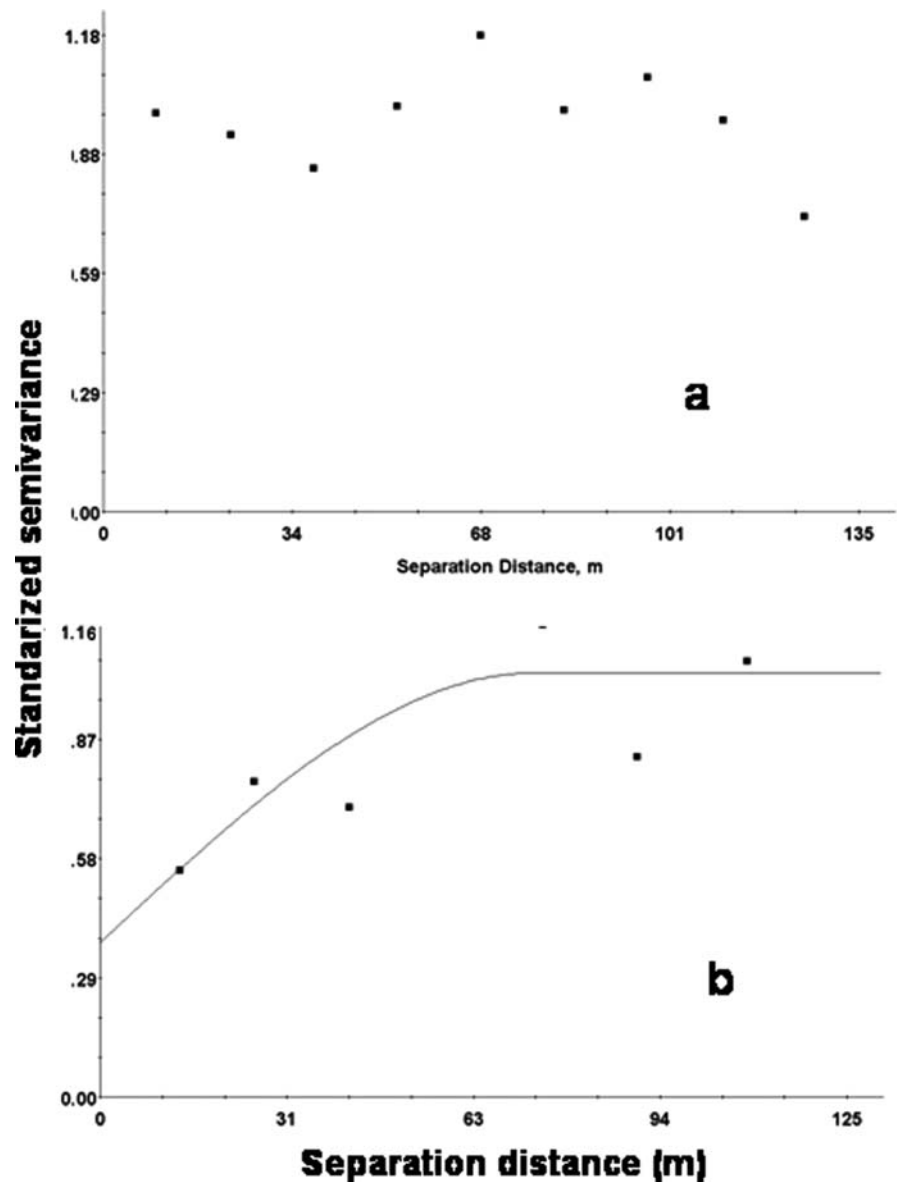 Standarized semivariance
1.18
.88
.59
.29
.00
0 34 68 101 135
Separation Distance, m
a
1.16
.87
.58
.29
0.00
0 31 63 94 125
b
Separation distance (m)